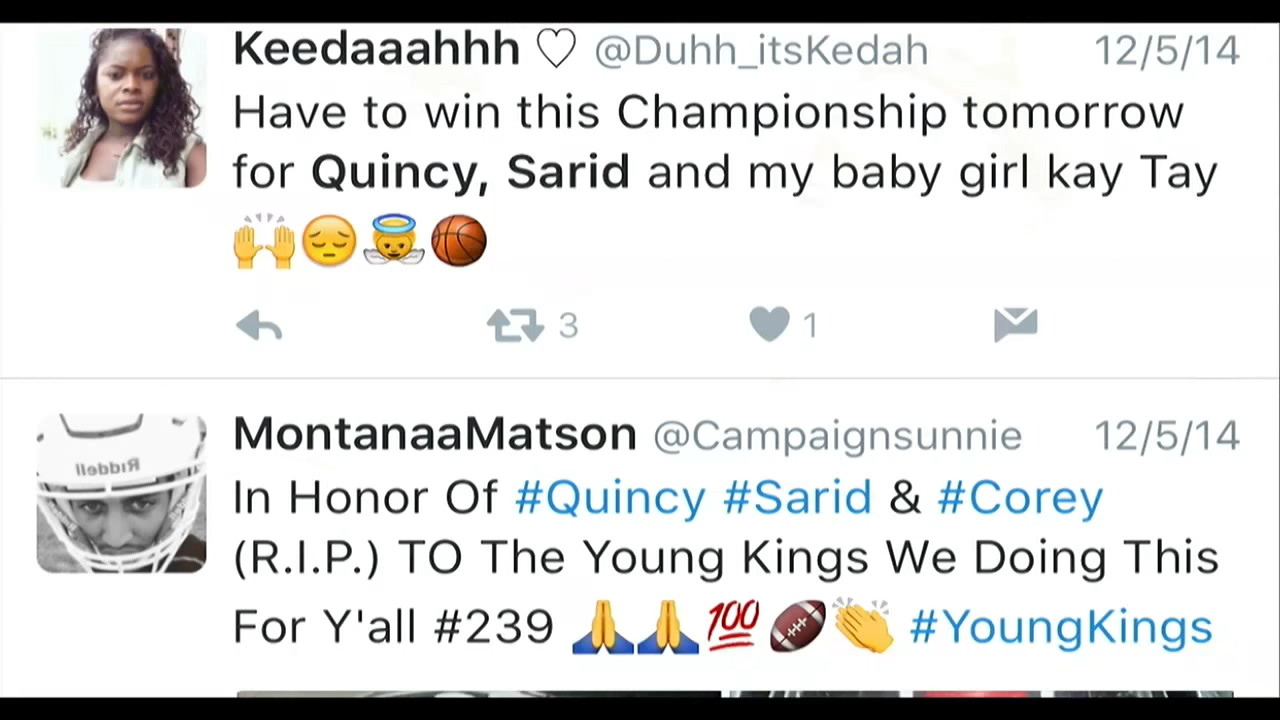 Keedaaahhh ♡ @Duhh_itsKedah 12/5/14
Have to win this Championship tomorrow
for Quincy, Sarid and my baby girl kay Tay
🙌😔👼🏀
3 1
MontanaaMatson @Campaignsunnie 12/5/14
Riddell
In Honor Of #Quincy #Sarid & #Corey
(R.I.P.) TO The Young Kings We Doing This
For Y'all #239 🙏🙏💯🏈👏 #YoungKings